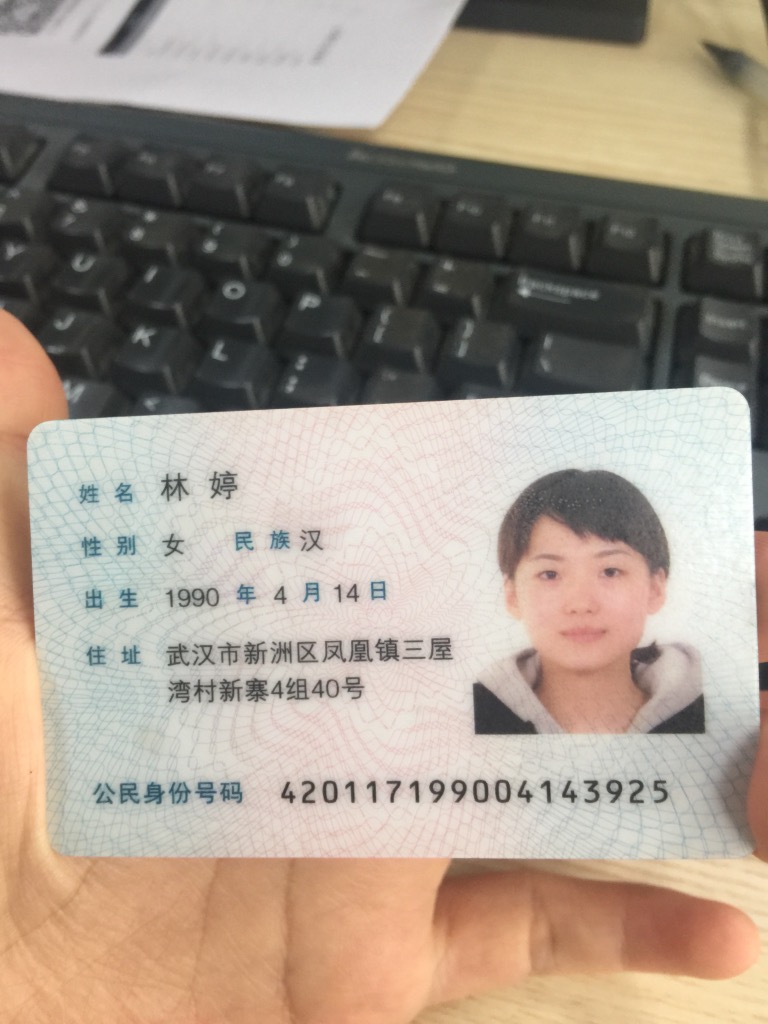 U I O P
J K L
M
姓名 林婷
性别 女 民族 汉
出生 1990 年 4 月 14 日
住址 武汉市新洲区凤凰镇三屋
湾村新寨4组40号
公民身份号码 420117199004143925